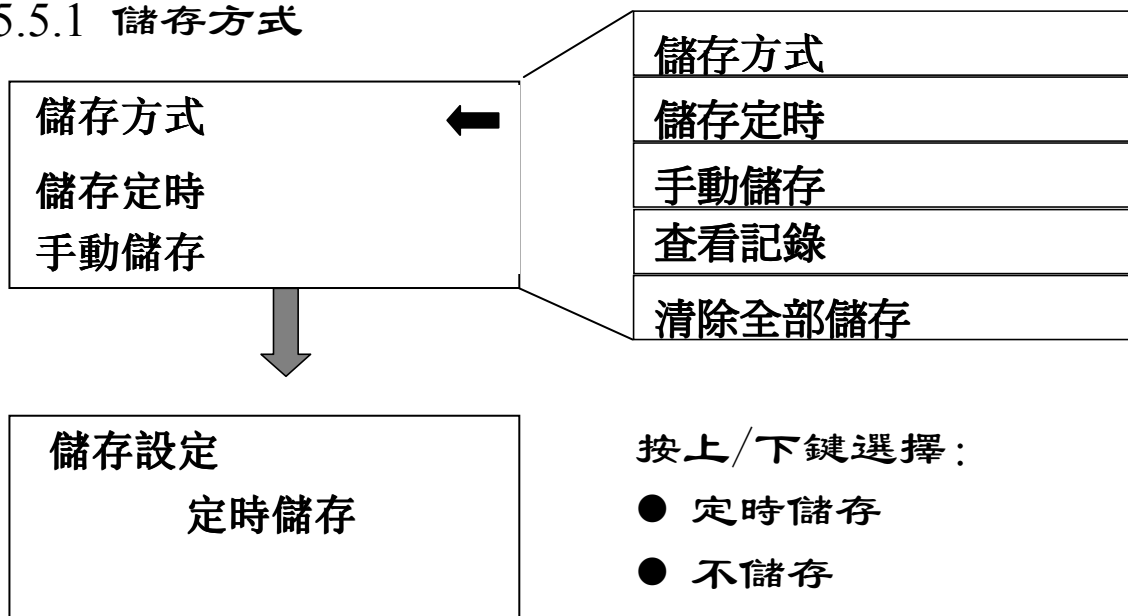 5.5.1 儲存方式
儲存方式
儲存定時
手動儲存
儲存方式
儲存定時
手動儲存
查看記錄
清除全部儲存
儲存設定
定時儲存
按上/下鍵選擇:
● 定時儲存
● 不儲存